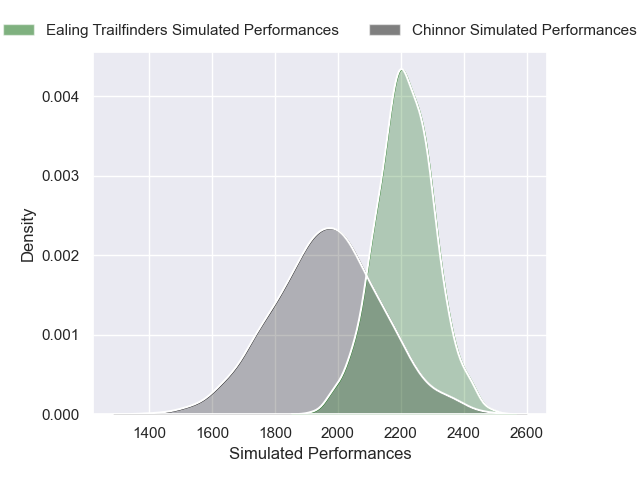 Ealing Trailfinders Simulated Performances
Chinnor Simulated Performances
0.004
0.003
0.002
0.001
0.000
Density
1400 1600 1800 2000 2200 2400 2600
Simulated Performances